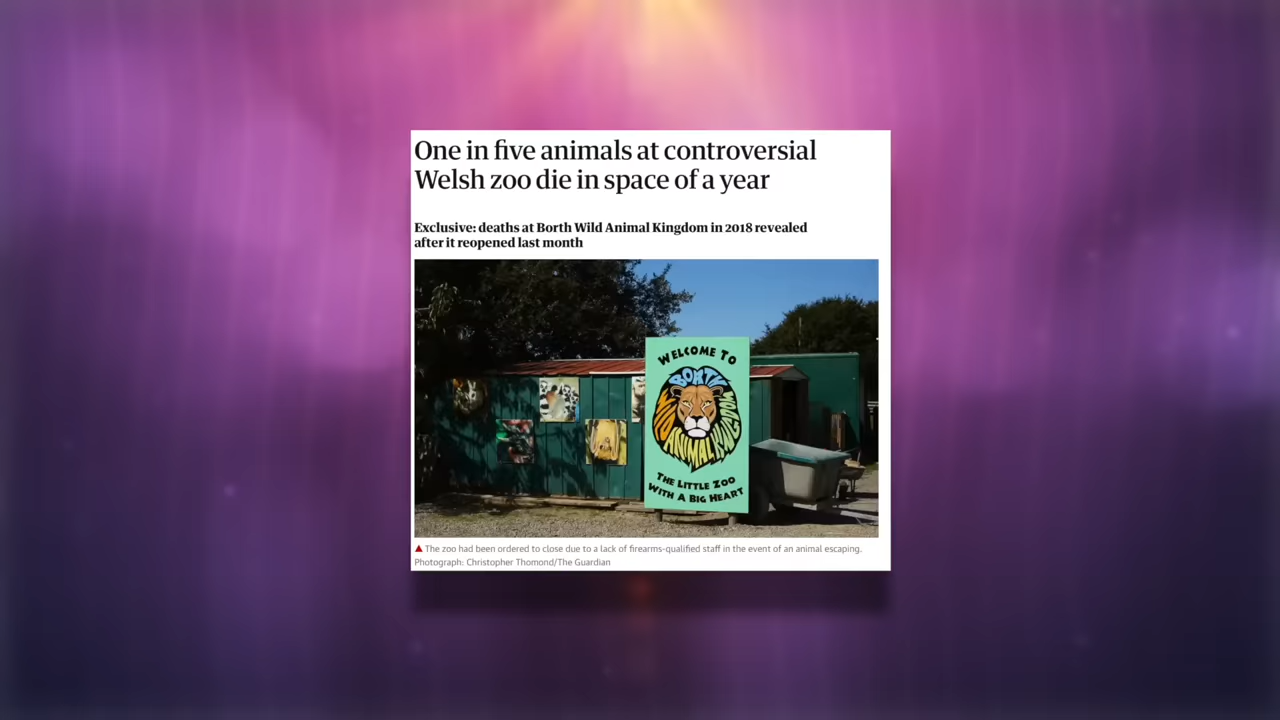 One in five animals at controversial
Welsh zoo die in space of a year
Exclusive: deaths at Borth Wild Animal Kingdom in 2018 revealed
after it reopened last month
WELCOME TO
BORTH
WILD ANIMAL KINGDOM
THE LITTLE ZOO
WITH A BIG HEART
The zoo had been ordered to close due to a lack of firearms-qualified staff in the event of an animal escaping.
Photograph: Christopher Thomond/The Guardian